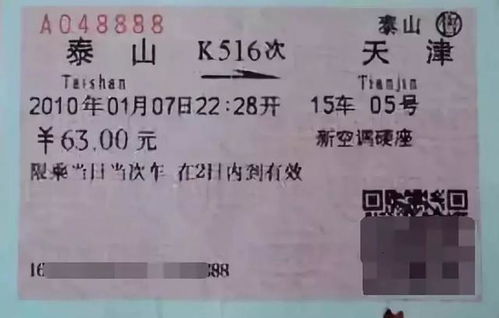 A048888 泰山 售
泰山 K516次 天津
Taishan Tianjin
2010年01月07日22:28开 15车 05号
￥63.00元 新空调硬座
限乘当日当次车 在2日内到有效